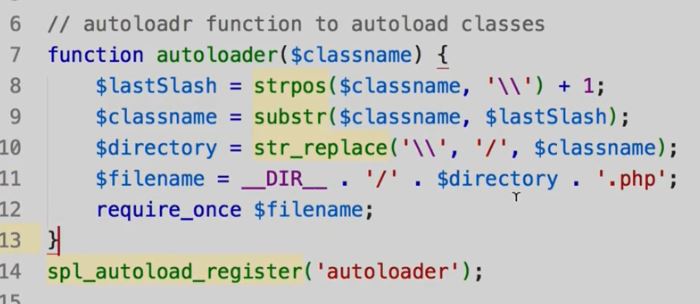 6 // autoloadr function to autoload classes
7 function autoloader($classname) {
8 $lastSlash = strpos($classname, '\\') + 1;
9 $classname = substr($classname, $lastSlash);
10 $directory = str_replace('\\', '/', $classname);
11 $filename = __DIR__ . '/' . $directory . '.php';
12 require_once $filename;
13 }
14 spl_autoload_register('autoloader');
15